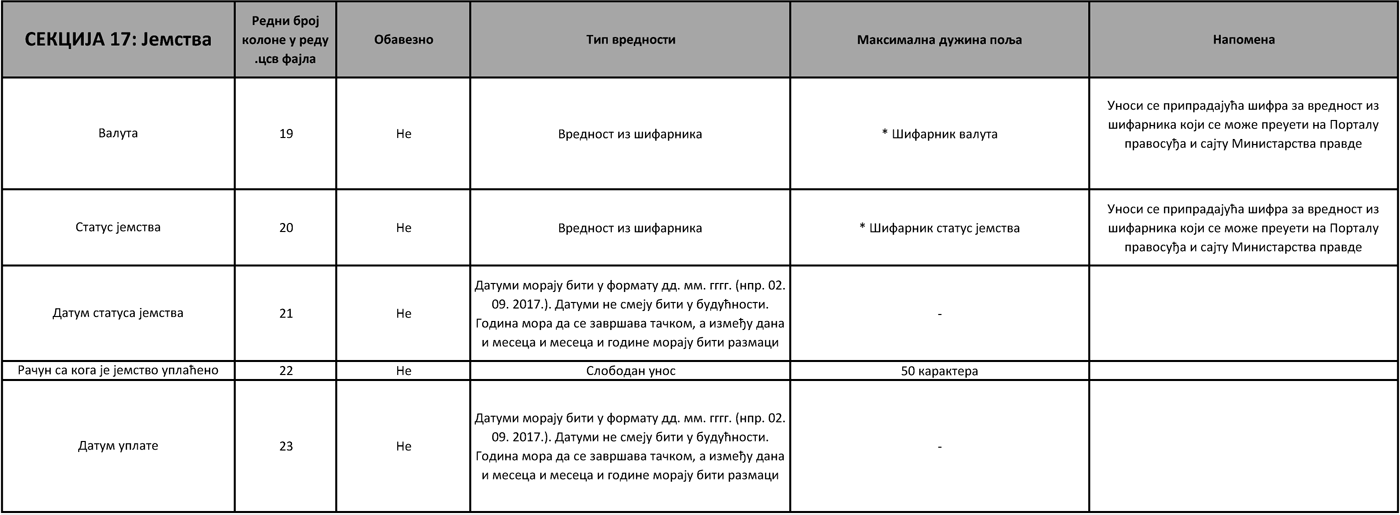 СЕКЦИЈА 17: Јемства
Редни број
колоне у реду
.цсв фајла
Обавезно
Тип вредности
Максимална дужина поља
Напомена
Валута
19
Не
Вредност из шифарника
* Шифарник валута
Уноси се припрадајућа шифра за вредност из
шифарника који се може преуети на Порталу
правосуђа и сајту Министарства правде
Статус јемства
20
Не
Вредност из шифарника
* Шифарник статус јемства
Уноси се припрадајућа шифра за вредност из
шифарника који се може преуети на Порталу
правосуђа и сајту Министарства правде
Датум статуса јемства
21
Не
Датуми морају бити у формату дд. мм. гггг. (нпр. 02.
09. 2017.). Датуми не смеју бити у будућности.
Година мора да се завршава тачком, а између дана
и месеца и месеца и године морају бити размаци
-
Рачун са кога је јемство уплаћено
22
Не
Слободан унос
50 карактера
Датум уплате
23
Не
Датуми морају бити у формату дд. мм. гггг. (нпр. 02.
09. 2017.). Датуми не смеју бити у будућности.
Година мора да се завршава тачком, а између дана
и месеца и месеца и године морају бити размаци
-